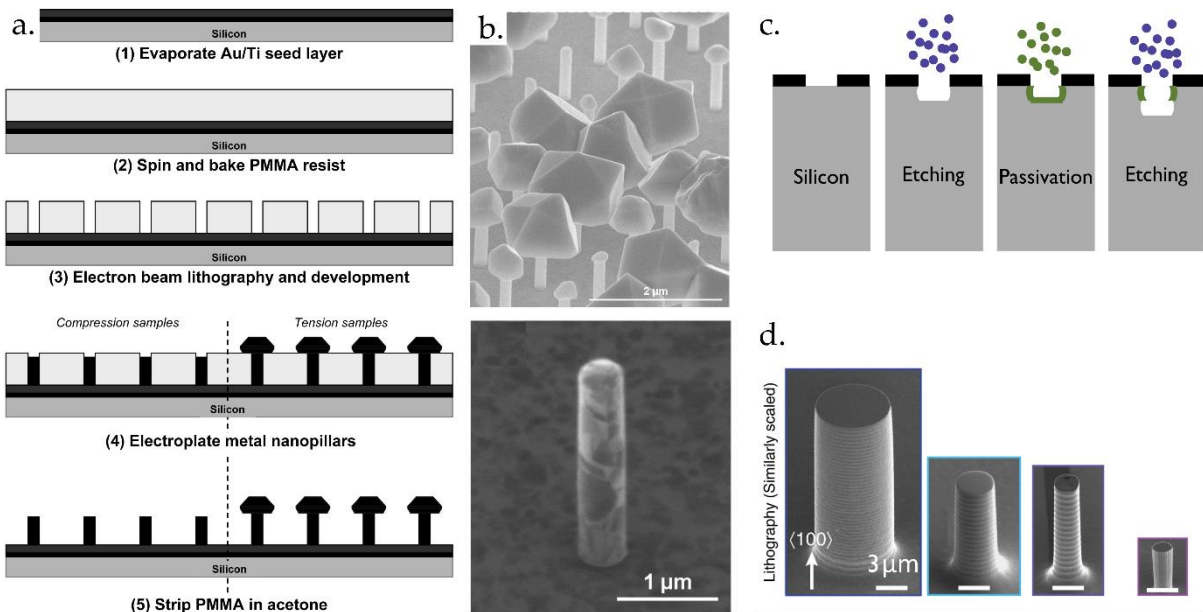 a.
Silicon
(1) Evaporate Au/Ti seed layer
Silicon
(2) Spin and bake PMMA resist
Silicon
(3) Electron beam lithography and development
Compression samples
Tension samples
Silicon
(4) Electroplate metal nanopillars
Silicon
(5) Strip PMMA in acetone
b.
2 µm
1 µm
c.
Silicon
Etching
Passivation
Etching
d.
Lithography (Similarly scaled)
⟨100⟩
3 µm